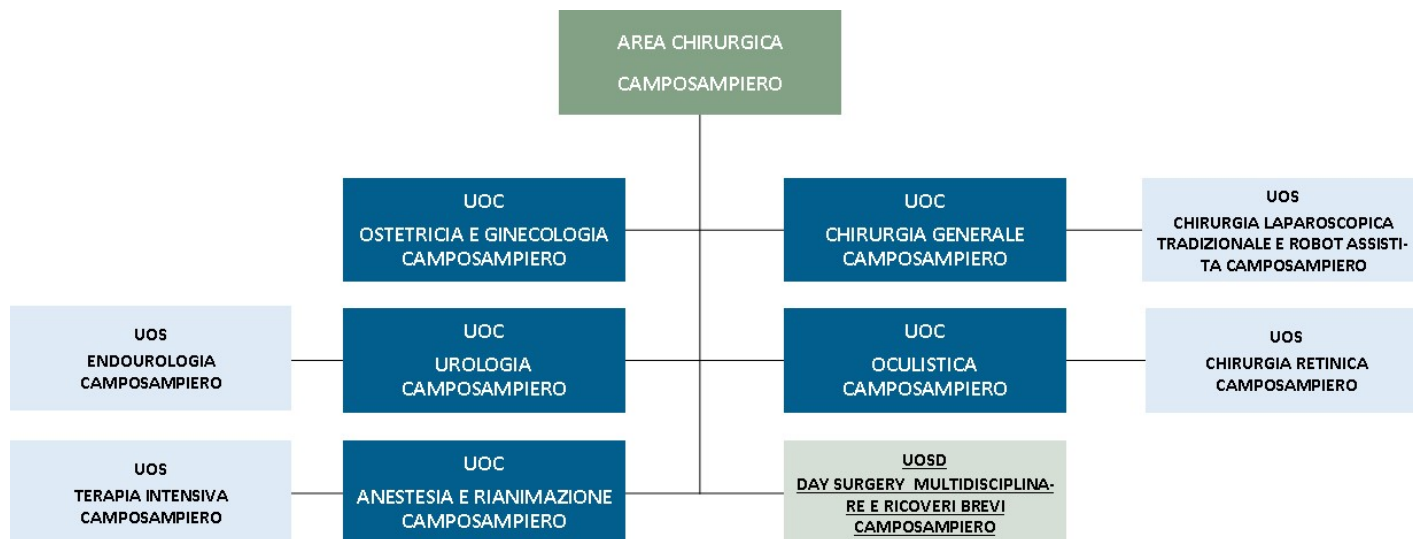 AREA CHIRURGICA
CAMPOSAMPIERO
UOC
OSTETRICIA E GINECOLOGIA
CAMPOSAMPIERO
UOC
CHIRURGIA GENERALE
CAMPOSAMPIERO
UOS
CHIRURGIA LAPAROSCOPICA
TRADIZIONALE E ROBOT ASSISTI-
TA CAMPOSAMPIERO
UOS
ENDOUROLOGIA
CAMPOSAMPIERO
UOC
UROLOGIA
CAMPOSAMPIERO
UOC
OCULISTICA
CAMPOSAMPIERO
UOS
CHIRURGIA RETINICA
CAMPOSAMPIERO
UOS
TERAPIA INTENSIVA
CAMPOSAMPIERO
UOC
ANESTESIA E RIANIMAZIONE
CAMPOSAMPIERO
UOSD
DAY SURGERY MULTIDISCIPLINA-
RE E RICOVERI BREVI
CAMPOSAMPIERO